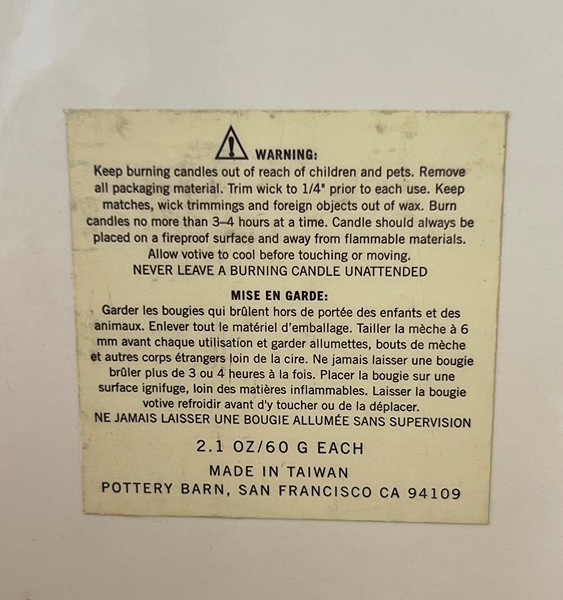 WARNING:
Keep burning candles out of reach of children and pets. Remove
all packaging material. Trim wick to 1/4" prior to each use. Keep
matches, wick trimmings and foreign objects out of wax. Burn
candles no more than 3–4 hours at a time. Candle should always be
placed on a fireproof surface and away from flammable materials.
Allow votive to cool before touching or moving.
NEVER LEAVE A BURNING CANDLE UNATTENDED
MISE EN GARDE:
Garder les bougies qui brûlent hors de portée des enfants et des
animaux. Enlever tout le matériel d'emballage. Tailler la mèche à 6
mm avant chaque utilisation et garder allumettes, bouts de mèche
et autres corps étrangers loin de la cire. Ne jamais laisser une bougie
brûler plus de 3 ou 4 heures à la fois. Placer la bougie sur une
surface ignifuge, loin des matières inflammables. Laisser la bougie
votive refroidir avant d'y toucher ou de la déplacer.
NE JAMAIS LAISSER UNE BOUGIE ALLUMÉE SANS SUPERVISION
2.1 OZ/60 G EACH
MADE IN TAIWAN
POTTERY BARN, SAN FRANCISCO CA 94109